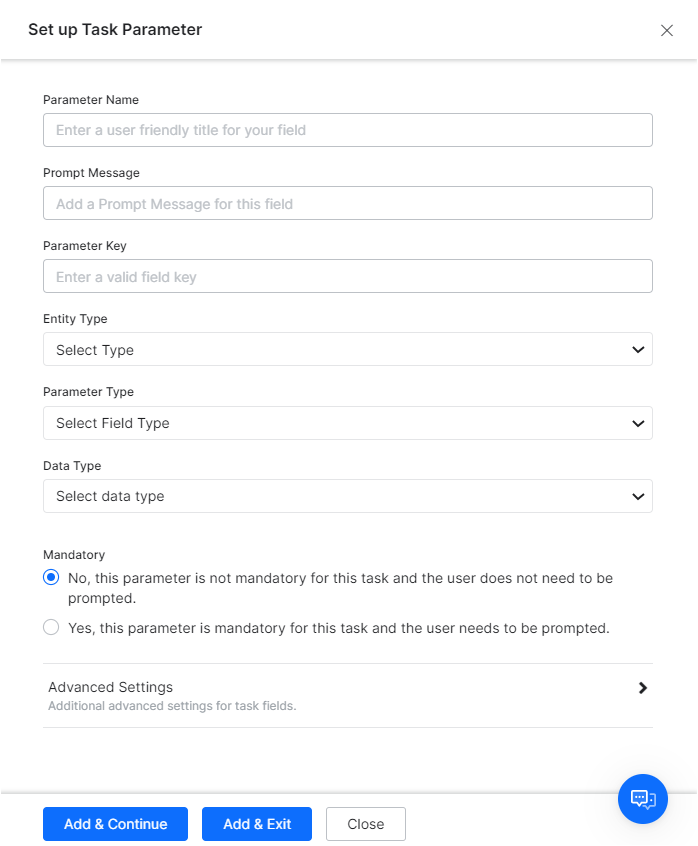 Set up Task Parameter
Parameter Name
Enter a user friendly title for your field
Prompt Message
Add a Prompt Message for this field
Parameter Key
Enter a valid field key
Entity Type
Select Type
Parameter Type
Select Field Type
Data Type
Select data type
Mandatory
No, this parameter is not mandatory for this task and the user does not need to be
prompted.
Yes, this parameter is mandatory for this task and the user needs to be prompted.
Advanced Settings
Additional advanced settings for task fields.
Add & Continue
Add & Exit
Close